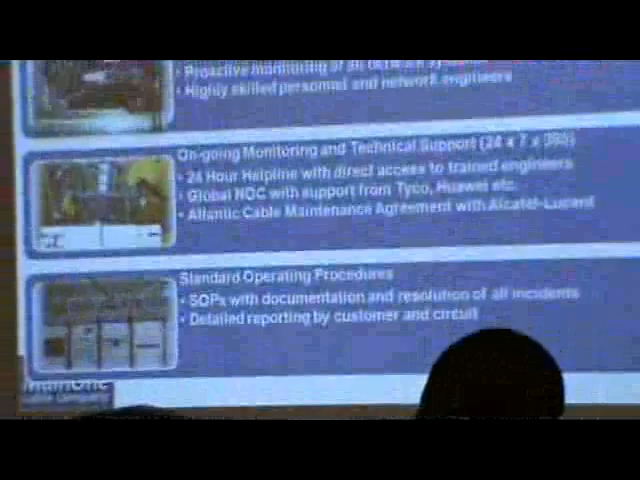 • Proactive monitoring of all
• Highly skilled personnel and network engineers
On-going Monitoring and Technical Support (24 x 7 x 365)
• 24 Hour Helpline with direct access to trained engineers
• Global NOC with support from Tyco, Huawei etc.
• Atlantic Cable Maintenance Agreement with Alcatel-Lucent
Standard Operating Procedures
• SOPs with documentation and resolution of all incidents
• Detailed reporting by customer and circuit